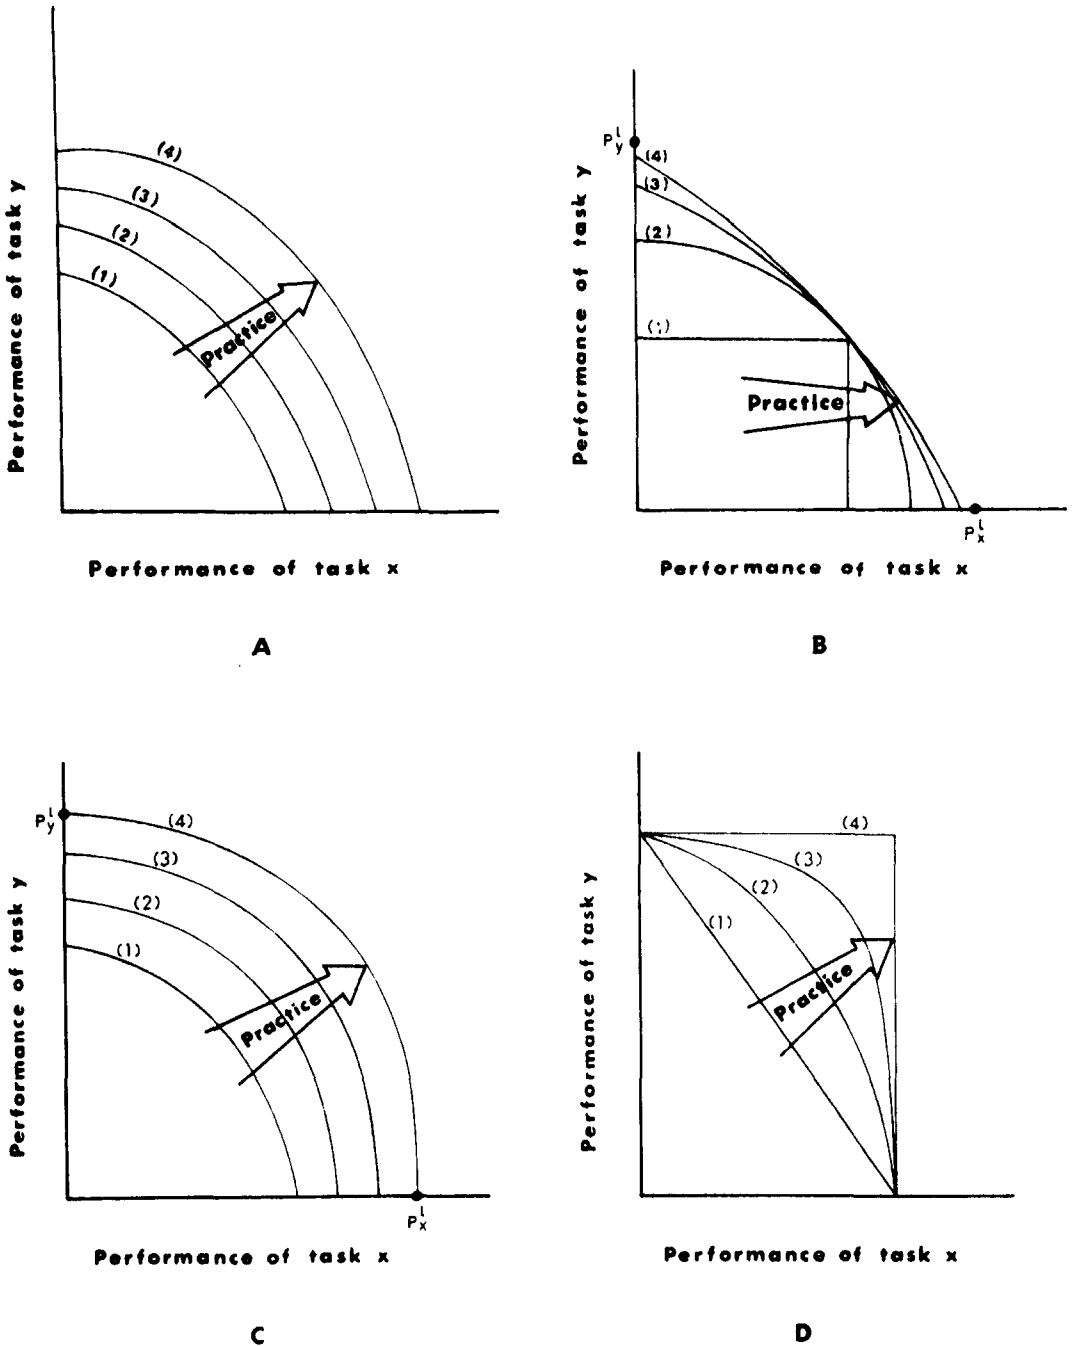 Performance of task y
(4)
(3)
(2)
(1)
Practice
Performance of task x
A
Performance of task y
P_y^l
(4)
(3)
(2)
(1)
Practice
P_x^l
Performance of task x
B
Performance of task y
P_y^l
(4)
(3)
(2)
(1)
Practice
P_x^l
Performance of task x
C
Performance of task y
(4)
(3)
(2)
(1)
Practice
Performance of task x
D